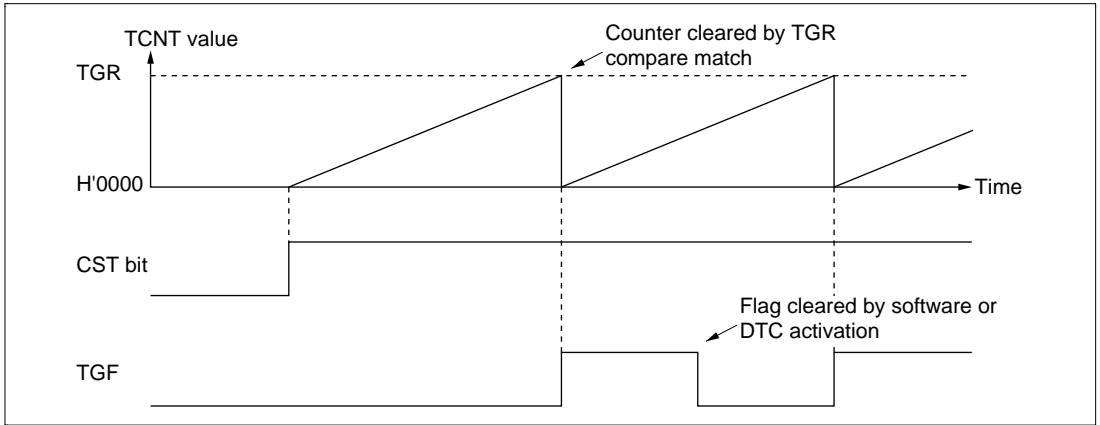 TCNT value
Counter cleared by TGR
compare match
TGR
H'0000
Time
CST bit
Flag cleared by software or
DTC activation
TGF